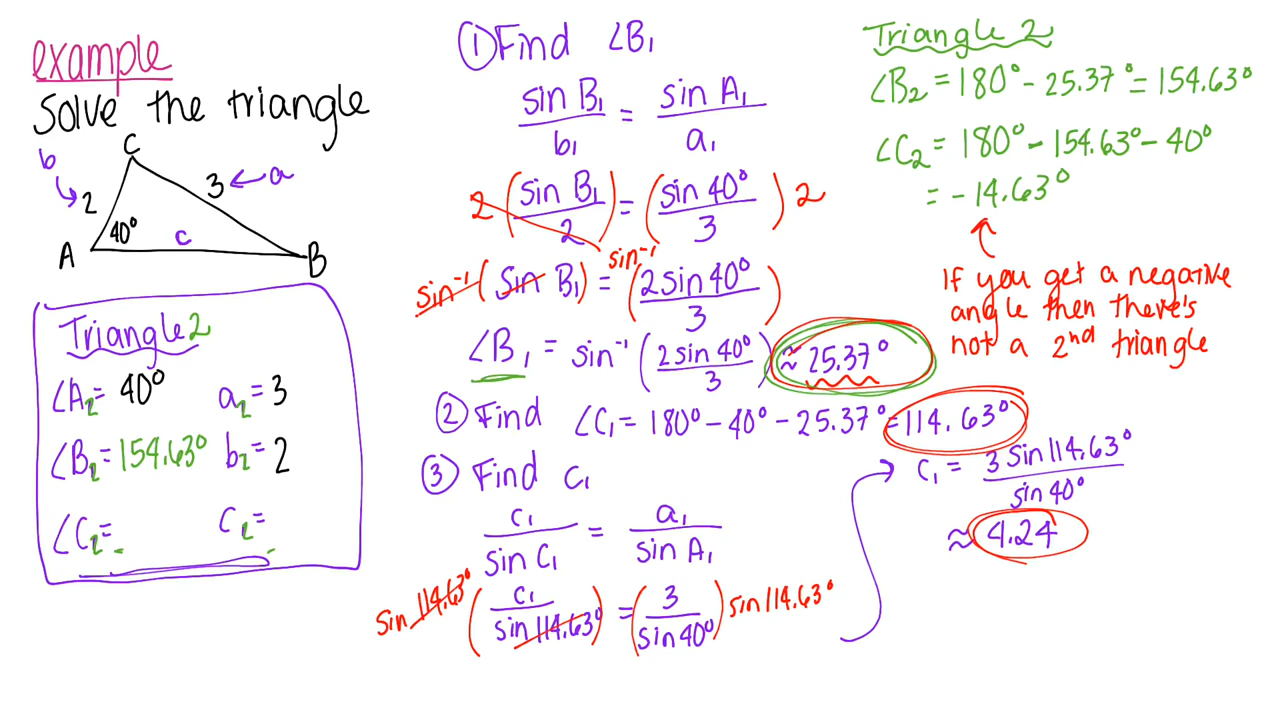 example
Solve the triangle
C
b
2
3 ← a
40°
c
A
B
Triangle 2
∠A₂ = 40° a₂ = 3
∠B₂ = 154.63° b₂ = 2
∠C₂ = c₂ =
① Find ∠B₁
sin B₁/b₁ = sin A₁/a₁
2 (sin B₁/2) = (sin 40°/3) 2
sin⁻¹ (sin B₁) = sin⁻¹ (2 sin 40°/3)
∠B₁ = sin⁻¹ (2 sin 40°/3) ≈ 25.37°
② Find ∠C₁ = 180° - 40° - 25.37° = 114.63°
③ Find c₁
c₁/sin C₁ = a₁/sin A₁
sin 114.63° (c₁/sin 114.63°) = (3/sin 40°) sin 114.63°
c₁ = 3 sin 114.63°/sin 40°
≈ 4.24
Triangle 2
∠B₂ = 180° - 25.37° = 154.63°
∠C₂ = 180° - 154.63° - 40°
= -14.63°
If you get a negative
angle then there's
not a 2nd triangle